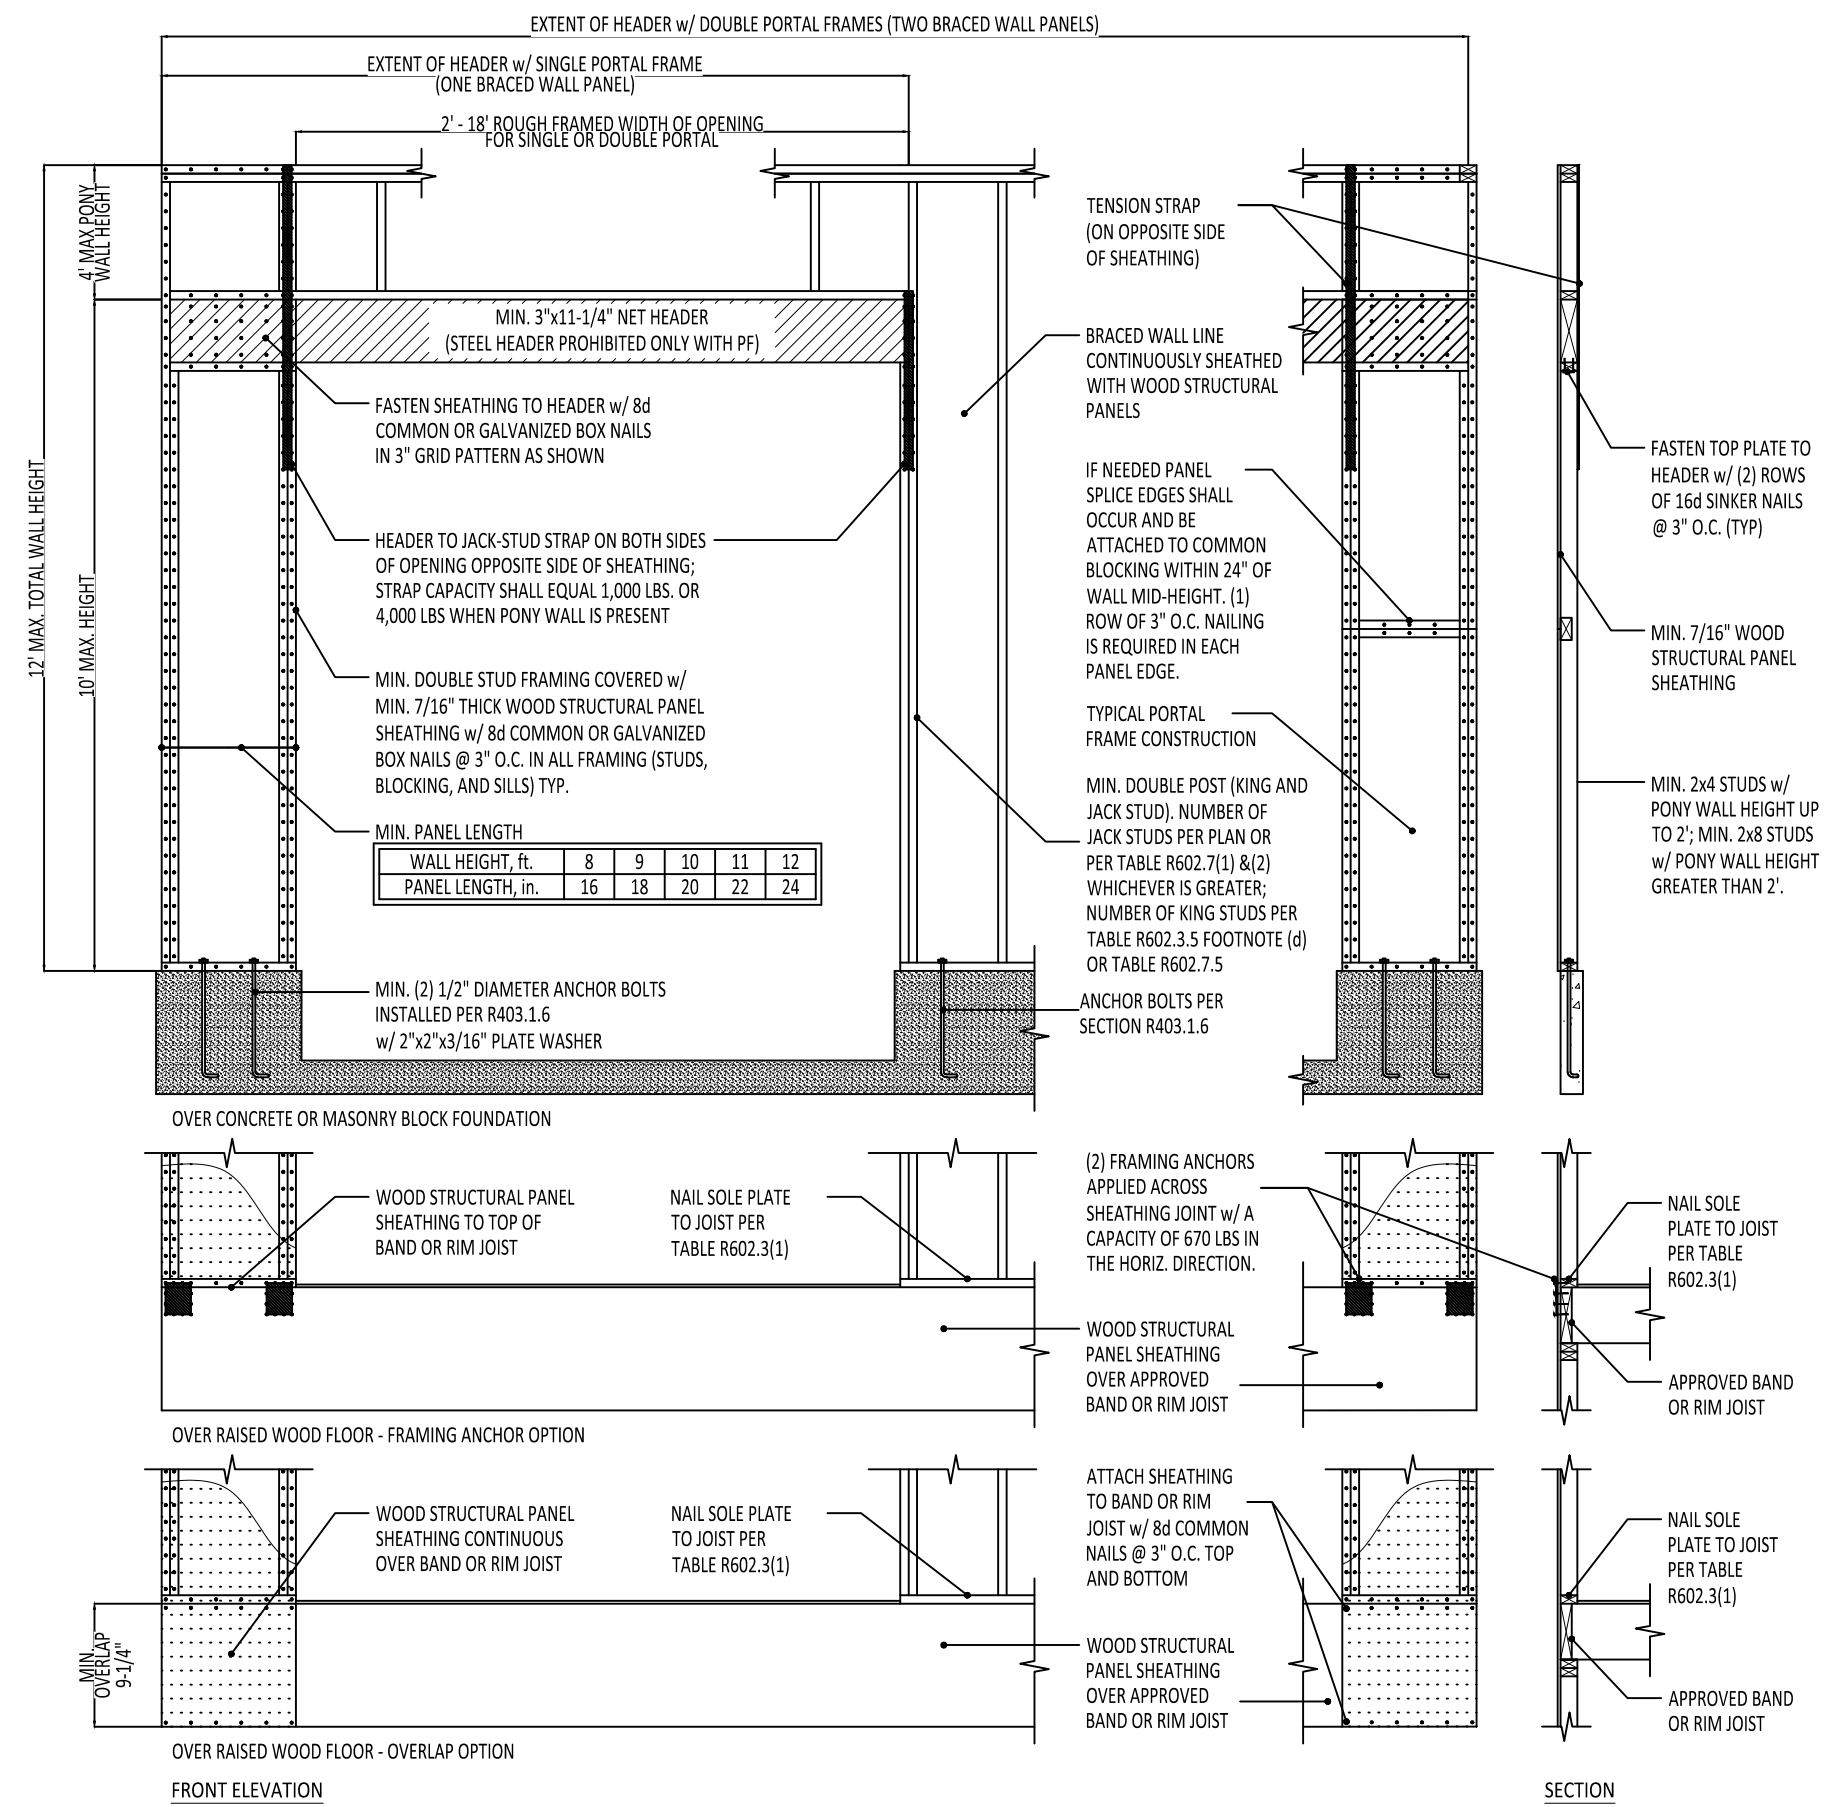 EXTENT OF HEADER w/ DOUBLE PORTAL FRAMES (TWO BRACED WALL PANELS)
EXTENT OF HEADER w/ SINGLE PORTAL FRAME
(ONE BRACED WALL PANEL)
2' - 18' ROUGH FRAMED WIDTH OF OPENING
FOR SINGLE OR DOUBLE PORTAL
12' MAX. TOTAL WALL HEIGHT
4' MAX PONY
WALL HEIGHT
10' MAX. HEIGHT
MIN. 3"x11-1/4" NET HEADER
(STEEL HEADER PROHIBITED ONLY WITH PF)
FASTEN SHEATHING TO HEADER w/ 8d
COMMON OR GALVANIZED BOX NAILS
IN 3" GRID PATTERN AS SHOWN
HEADER TO JACK-STUD STRAP ON BOTH SIDES
OF OPENING OPPOSITE SIDE OF SHEATHING;
STRAP CAPACITY SHALL EQUAL 1,000 LBS. OR
4,000 LBS WHEN PONY WALL IS PRESENT
MIN. DOUBLE STUD FRAMING COVERED w/
MIN. 7/16" THICK WOOD STRUCTURAL PANEL
SHEATHING w/ 8d COMMON OR GALVANIZED
BOX NAILS @ 3" O.C. IN ALL FRAMING (STUDS,
BLOCKING, AND SILLS) TYP.
MIN. PANEL LENGTH
WALL HEIGHT, ft. 8 9 10 11 12
PANEL LENGTH, in. 16 18 20 22 24
MIN. (2) 1/2" DIAMETER ANCHOR BOLTS
INSTALLED PER R403.1.6
w/ 2"x2"x3/16" PLATE WASHER
TENSION STRAP
(ON OPPOSITE SIDE
OF SHEATHING)
BRACED WALL LINE
CONTINUOUSLY SHEATHED
WITH WOOD STRUCTURAL
PANELS
IF NEEDED PANEL
SPLICE EDGES SHALL
OCCUR AND BE
ATTACHED TO COMMON
BLOCKING WITHIN 24" OF
WALL MID-HEIGHT. (1)
ROW OF 3" O.C. NAILING
IS REQUIRED IN EACH
PANEL EDGE.
TYPICAL PORTAL
FRAME CONSTRUCTION
MIN. DOUBLE POST (KING AND
JACK STUD). NUMBER OF
JACK STUDS PER PLAN OR
PER TABLE R602.7(1) &(2)
WHICHEVER IS GREATER;
NUMBER OF KING STUDS PER
TABLE R602.3.5 FOOTNOTE (d)
OR TABLE R602.7.5
ANCHOR BOLTS PER
SECTION R403.1.6
FASTEN TOP PLATE TO
HEADER w/ (2) ROWS
OF 16d SINKER NAILS
@ 3" O.C. (TYP)
MIN. 7/16" WOOD
STRUCTURAL PANEL
SHEATHING
MIN. 2x4 STUDS w/
PONY WALL HEIGHT UP
TO 2'; MIN. 2x8 STUDS
w/ PONY WALL HEIGHT
GREATER THAN 2'.
OVER CONCRETE OR MASONRY BLOCK FOUNDATION
WOOD STRUCTURAL PANEL
SHEATHING TO TOP OF
BAND OR RIM JOIST
NAIL SOLE PLATE
TO JOIST PER
TABLE R602.3(1)
(2) FRAMING ANCHORS
APPLIED ACROSS
SHEATHING JOINT w/ A
CAPACITY OF 670 LBS IN
THE HORIZ. DIRECTION.
WOOD STRUCTURAL
PANEL SHEATHING
OVER APPROVED
BAND OR RIM JOIST
NAIL SOLE
PLATE TO JOIST
PER TABLE
R602.3(1)
APPROVED BAND
OR RIM JOIST
OVER RAISED WOOD FLOOR - FRAMING ANCHOR OPTION
WOOD STRUCTURAL PANEL
SHEATHING CONTINUOUS
OVER BAND OR RIM JOIST
NAIL SOLE PLATE
TO JOIST PER
TABLE R602.3(1)
ATTACH SHEATHING
TO BAND OR RIM
JOIST w/ 8d COMMON
NAILS @ 3" O.C. TOP
AND BOTTOM
WOOD STRUCTURAL
PANEL SHEATHING
OVER APPROVED
BAND OR RIM JOIST
NAIL SOLE
PLATE TO JOIST
PER TABLE
R602.3(1)
APPROVED BAND
OR RIM JOIST
MIN.
OVERLAP
9-1/4"
OVER RAISED WOOD FLOOR - OVERLAP OPTION
FRONT ELEVATION
SECTION